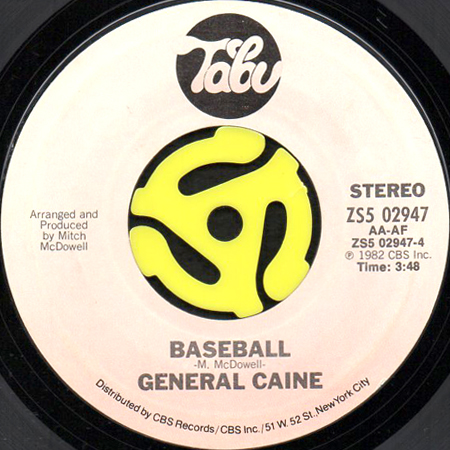 Tabu
STEREO
ZS5 02947
AA-AF
ZS5 02947-4
℗ 1982 CBS Inc.
Time: 3:48
Arranged and
Produced by
by Mitch
McDowell
BASEBALL
-M. McDowell-
GENERAL CAINE
Distributed by CBS Records/CBS Inc./51 W. 52 St., New York City